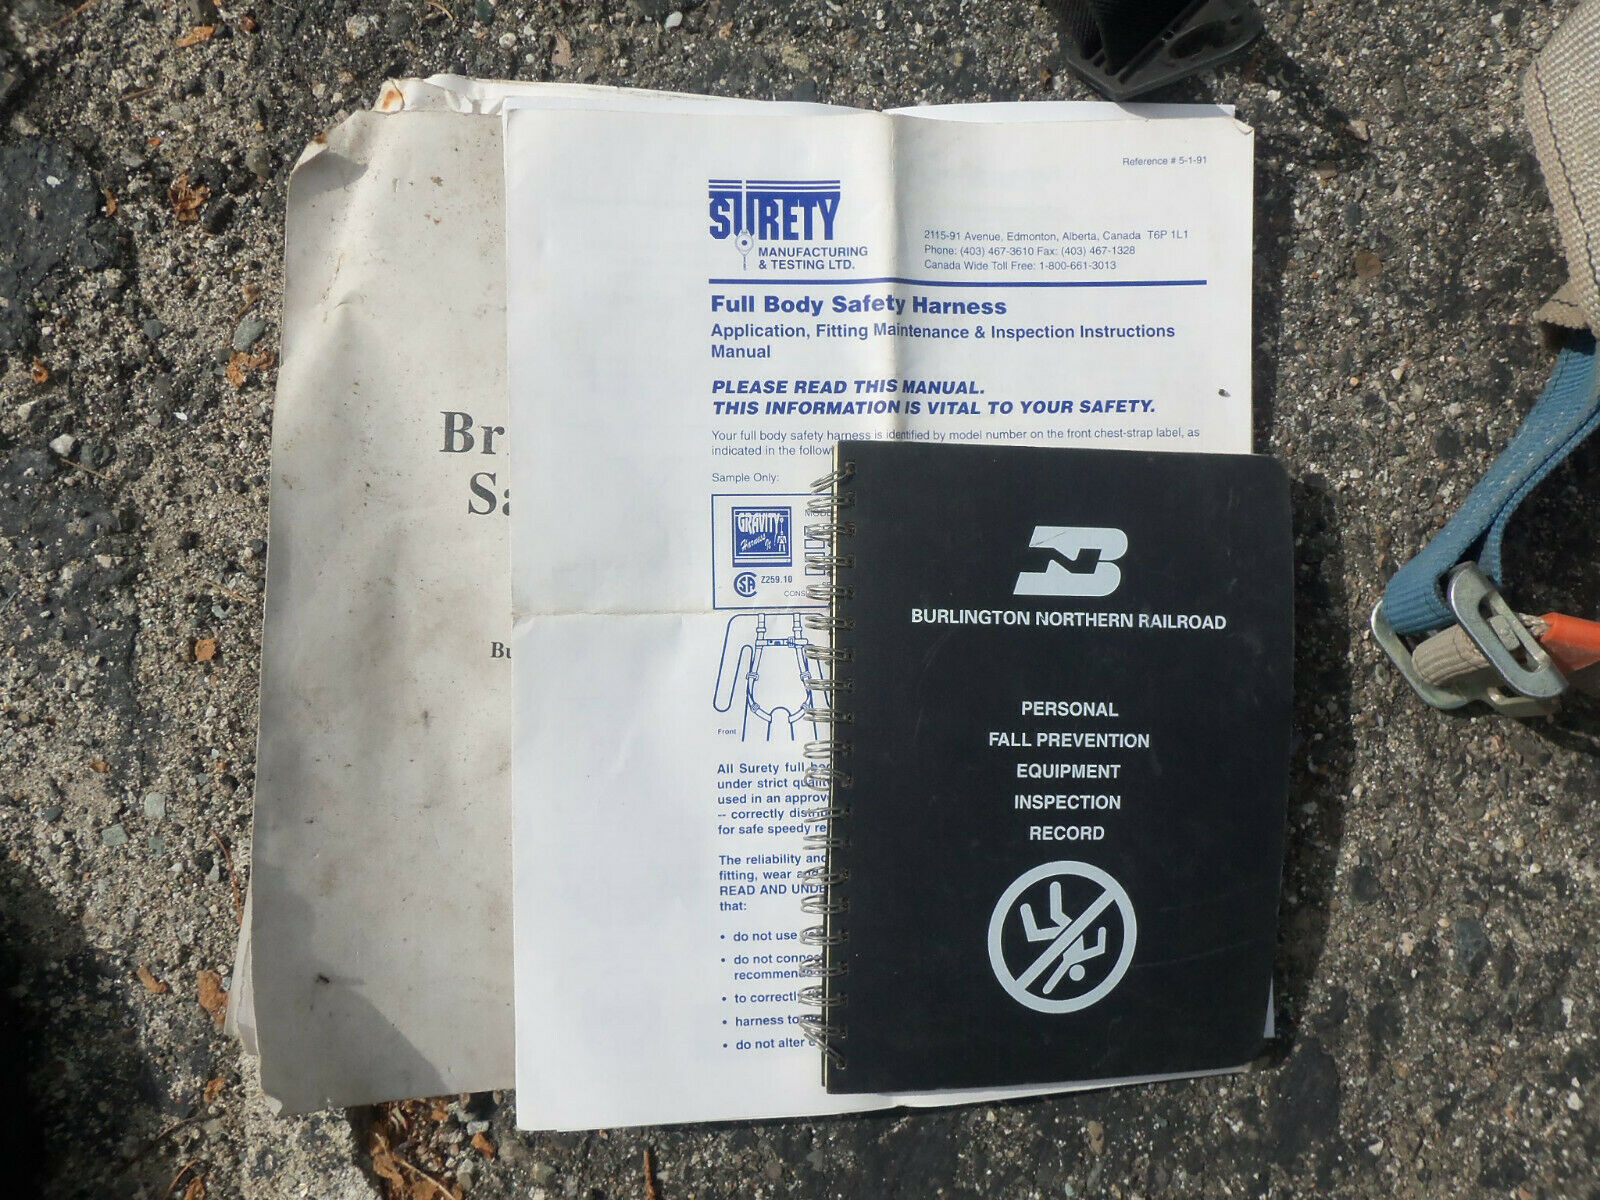 Reference # 5-1-91
SURETY
MANUFACTURING
& TESTING LTD.
2115-91 Avenue, Edmonton, Alberta, Canada T6P 1L1
Phone: (403) 467-3610 Fax: (403) 467-1328
Canada Wide Toll Free: 1-800-661-3013
Full Body Safety Harness
Application, Fitting Maintenance & Inspection Instructions
Manual
PLEASE READ THIS MANUAL.
THIS INFORMATION IS VITAL TO YOUR SAFETY.
Your full body safety harness is identified by model number on the front chest-strap label, as
indicated in the follow
Sample Only:
GRAVITY
Harness
Z259.10
CONS
Front
All Surety full
under strict
used in an
-- correctly
for safe speedy re
The reliability and
fitting, wear
READ AND UNDE
that:
• do not use
• do not
• to correctly
• harness to
• do not alter
Br
Sa
Bu
BN
BURLINGTON NORTHERN RAILROAD
PERSONAL
FALL PREVENTION
EQUIPMENT
INSPECTION
RECORD